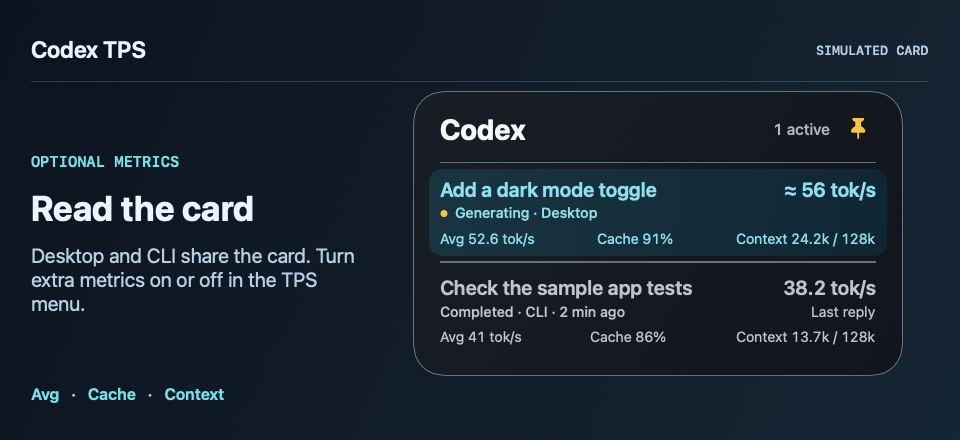 Codex TPS
SIMULATED CARD
OPTIONAL METRICS
Read the card
Desktop and CLI share the card. Turn
extra metrics on or off in the TPS
menu.
Avg · Cache · Context
Codex
1 active
Add a dark mode toggle
≈ 56 tok/s
Generating · Desktop
Avg 52.6 tok/s
Cache 91%
Context 24.2k / 128k
Check the sample app tests
38.2 tok/s
Completed · CLI · 2 min ago
Last reply
Avg 41 tok/s
Cache 86%
Context 13.7k / 128k